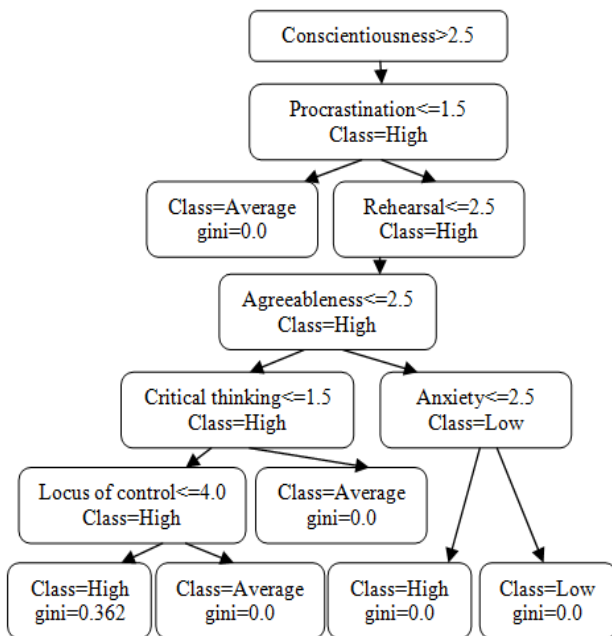 Conscientiousness>2.5
Procrastination<=1.5
Class=High
Class=Average
gini=0.0
Rehearsal<=2.5
Class=High
Agreeableness<=2.5
Class=High
Critical thinking<=1.5
Class=High
Anxiety<=2.5
Class=Low
Locus of control<=4.0
Class=High
Class=Average
gini=0.0
Class=High
gini=0.362
Class=Average
gini=0.0
Class=High
gini=0.0
Class=Low
gini=0.0